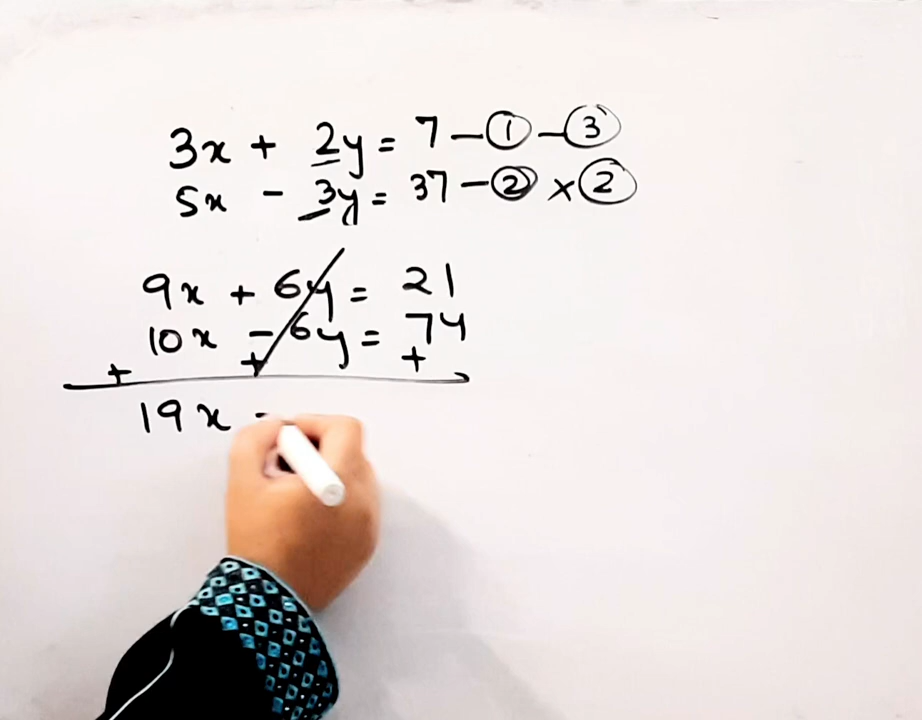 3x + 2y = 7 — ① — ③
5x - 3y = 37 — ② × ②
9x + 6y = 21
10x - 6y = 74
+ + +
19x =